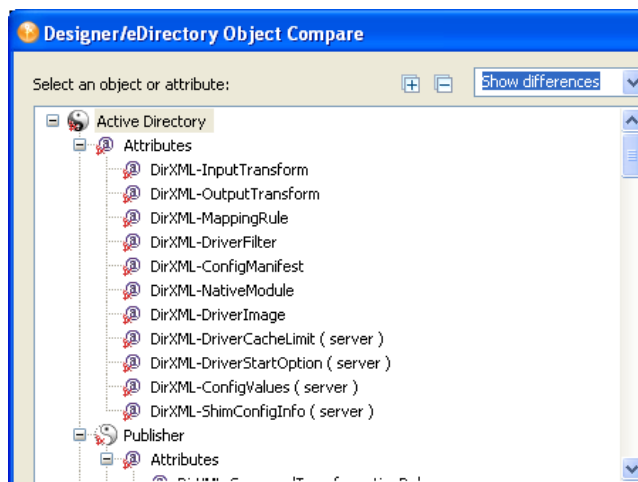 Designer/eDirectory Object Compare
Select an object or attribute: Show differences
Active Directory
Attributes
DirXML-InputTransform
DirXML-OutputTransform
DirXML-MappingRule
DirXML-DriverFilter
DirXML-ConfigManifest
DirXML-NativeModule
DirXML-DriverImage
DirXML-DriverCacheLimit ( server )
DirXML-DriverStartOption ( server )
DirXML-ConfigValues ( server )
DirXML-ShimConfigInfo ( server )
Publisher
Attributes